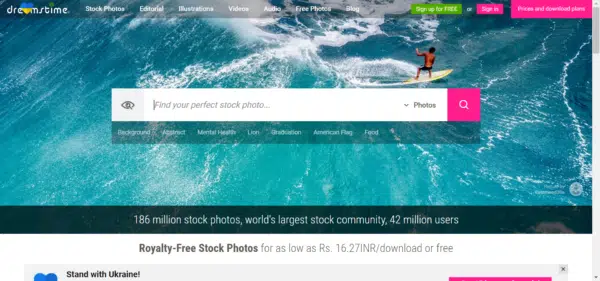 dreamstime.
Stock Photos Editorial Illustrations Videos Audio Free Photos Blog Sign up for FREE or Sign in Prices and download plans
Find your perfect stock photo... Photos
Background Abstract Mental Health Lion Graduation American Flag Food
186 million stock photos, world's largest stock community, 42 million users
Royalty-Free Stock Photos for as low as Rs. 16.27INR/download or free
Stand with Ukraine!